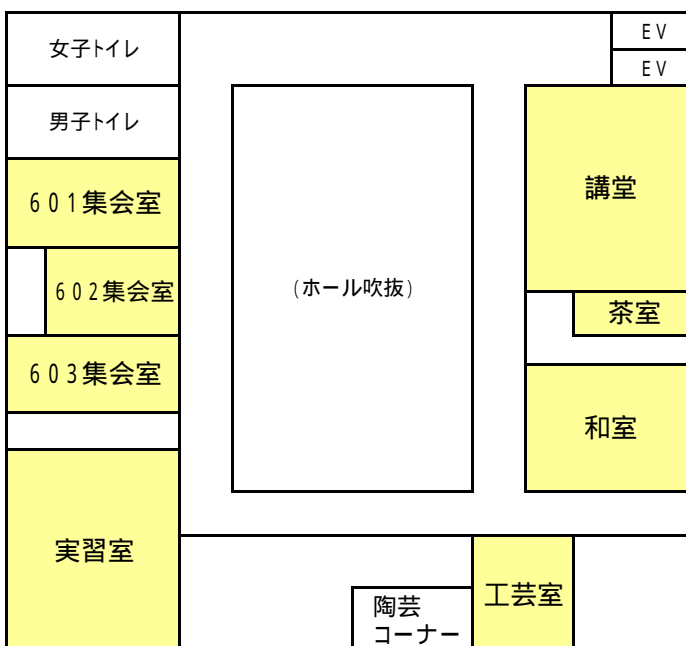 女子トイレ
EV
EV
男子トイレ
601集会室
講堂
602集会室
(ホール吹抜)
茶室
603集会室
和室
実習室
工芸室
陶芸
コーナー